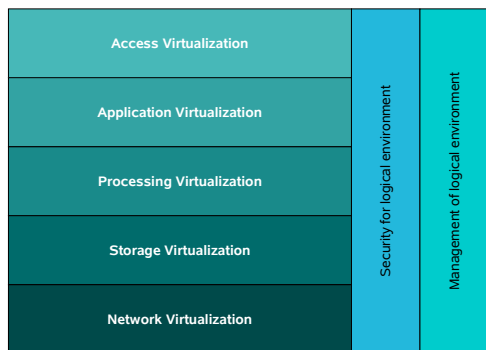 Access Virtualization
Application Virtualization
Processing Virtualization
Storage Virtualization
Network Virtualization
Security for logical environment
Management of logical environment